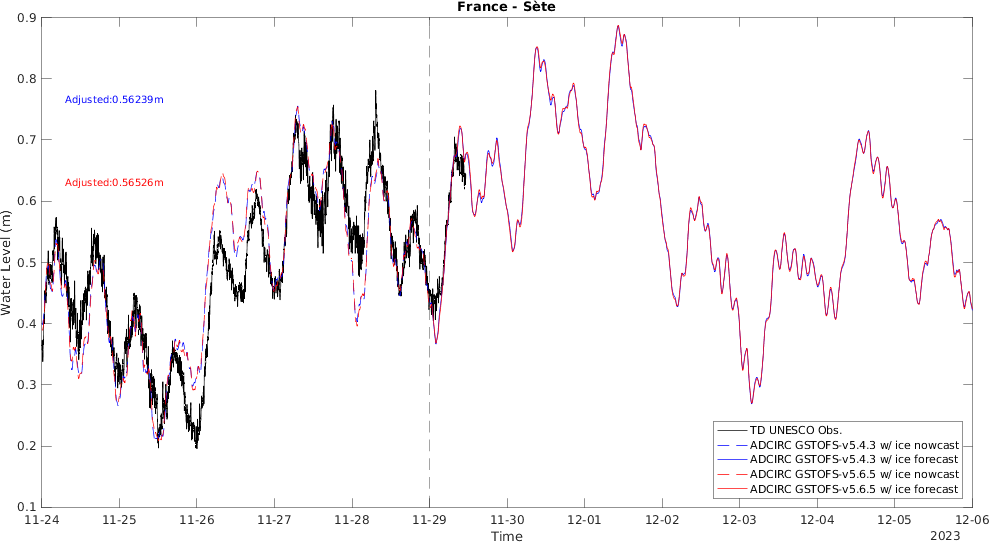 France - Sète
0.9
0.8
0.7
0.6
0.5
0.4
0.3
0.2
0.1
Water Level (m)
Adjusted:0.56239m
Adjusted:0.56526m
TD UNESCO Obs.
ADCIRC GSTOFS-v5.4.3 w/ ice nowcast
ADCIRC GSTOFS-v5.4.3 w/ ice forecast
ADCIRC GSTOFS-v5.6.5 w/ ice nowcast
ADCIRC GSTOFS-v5.6.5 w/ ice forecast
11-24 11-25 11-26 11-27 11-28 11-29 11-30 12-01 12-02 12-03 12-04 12-05 12-06
Time
2023